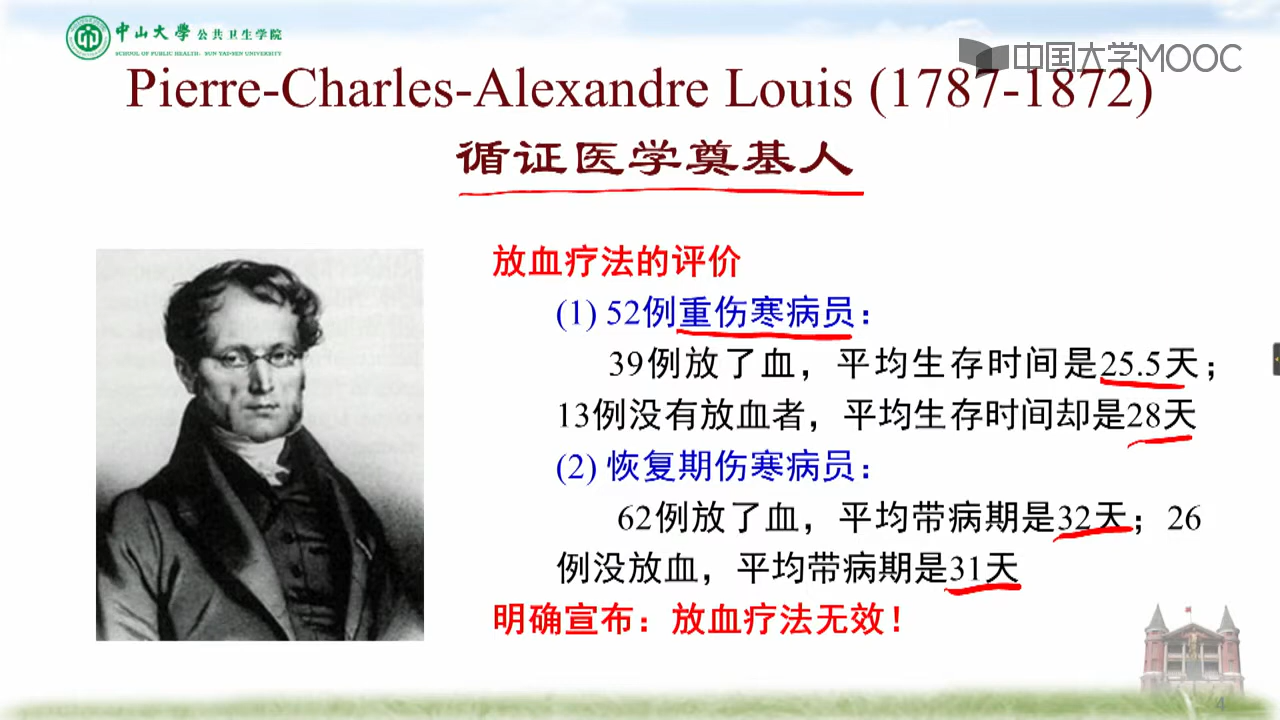 中山大学公共卫生学院
SCHOOL OF PUBLIC HEALTH, SUN YAT-SEN UNIVERSITY
中国大学MOOC
Pierre-Charles-Alexandre Louis (1787-1872)
循证医学奠基人
放血疗法的评价
(1) 52例重伤寒病员：
39例放了血，平均生存时间是25.5天；
13例没有放血者，平均生存时间却是28天
(2) 恢复期伤寒病员：
62例放了血，平均带病期是32天；26
例没放血，平均带病期是31天
明确宣布：放血疗法无效！
4